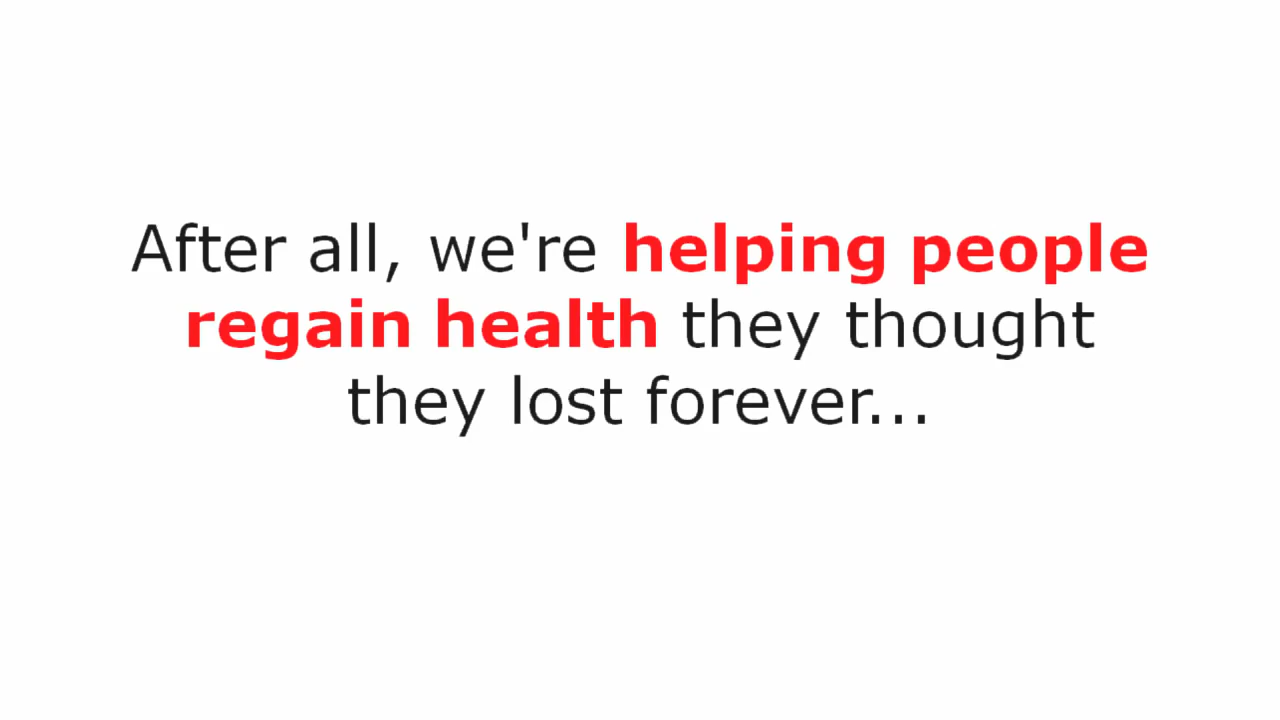 After all, we're helping people
regain health they thought
they lost forever...